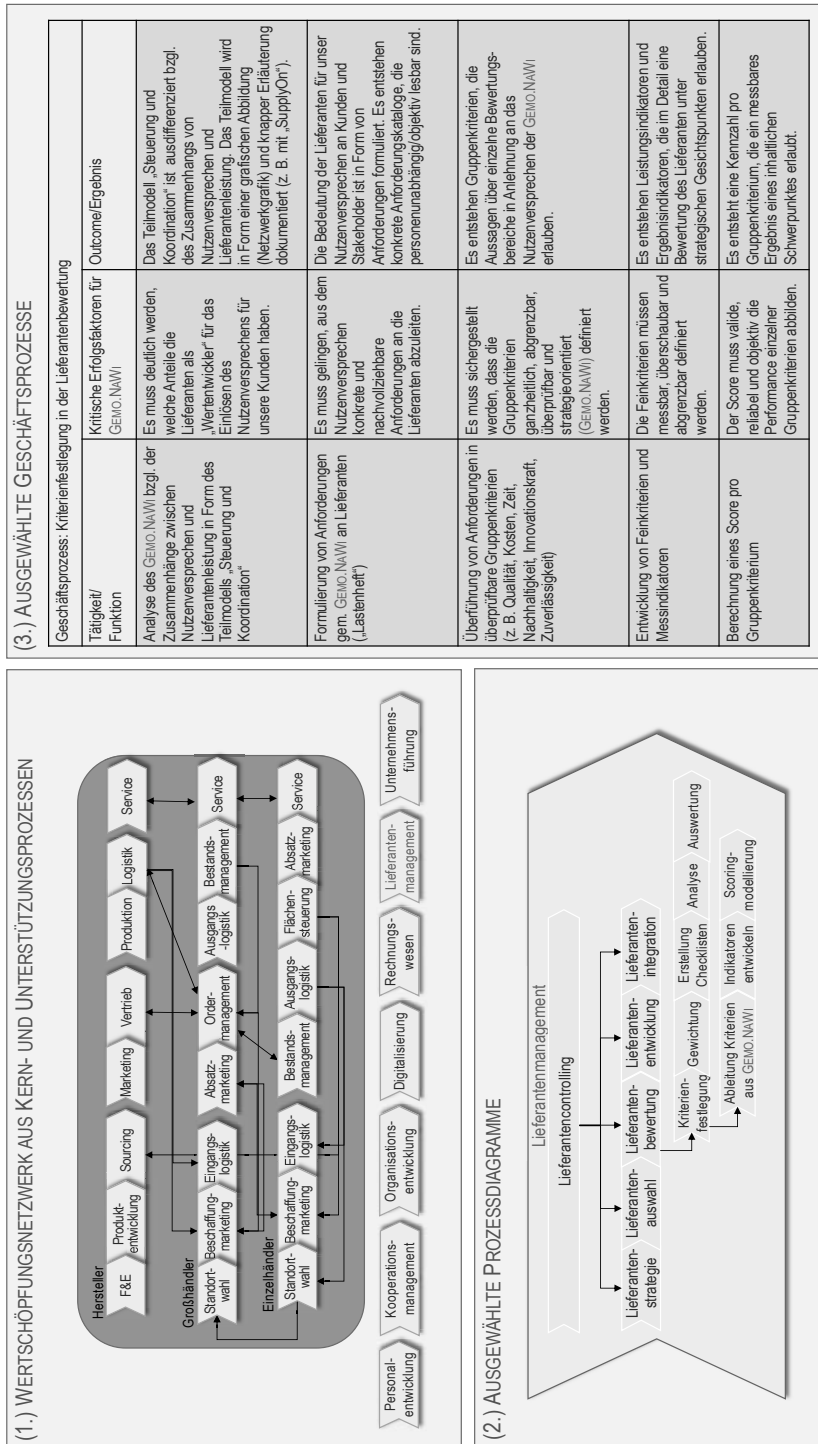 (1.) WERTSCHÖPFUNGSNETZWERK AUS KERN- UND UNTERSTÜTZUNGSPROZESSEN
Hersteller
F&E
Produkt-
entwicklung
Sourcing
Marketing
Vertrieb
Produktion
Logistik
Service
Großhändler
Standort-
wahl
Beschaffung-
marketing
Eingangs-
logistik
Absatz-
marketing
Order-
management
Ausgangs
-logistik
Bestands-
management
Service
Einzelhändler
Standort-
wahl
Beschaffung-
marketing
Eingangs-
logistik
Bestands-
management
Ausgangs-
logistik
Flächen-
steuerung
Absatz-
marketing
Service
Personal-
entwicklung
Kooperations-
management
Organisations-
entwicklung
Digitalisierung
Rechnungs-
wesen
Lieferanten-
management
Unternehmens-
führung
(2.) AUSGEWÄHLTE PROZESSDIAGRAMME
Lieferantenmanagement
Lieferantencontrolling
Lieferanten-
strategie
Lieferanten-
auswahl
Lieferanten-
bewertung
Lieferanten-
entwicklung
Lieferanten-
integration
Kriterien-
festlegung
Gewichtung
Erstellung
Checklisten
Analyse
Auswertung
Ableitung Kriterien
aus GEMO.NAWI
Indikatoren
entwickeln
Scoring-
modellierung
(3.) AUSGEWÄHLTE GESCHÄFTSPROZESSE
Geschäftsprozess: Kriterienfestlegung in der Lieferantenbewertung
Tätigkeit/
Funktion
Kritische Erfolgsfaktoren für
GEMO.NAWI
Outcome/Ergebnis
Analyse des GEMO.NAWI bzgl. der
Zusammenhänge zwischen
Nutzenversprechen und
Lieferantenleistung in Form des
Teilmodells „Steuerung und
Koordination“
Es muss deutlich werden,
welche Anteile die
Lieferanten als
„Wertentwickler“ für das
Einlösen des
Nutzenversprechens für
unsere Kunden haben.
Das Teilmodell „Steuerung und
Koordination“ ist ausdifferenziert bzgl.
des Zusammenhangs von
Nutzenversprechen und
Lieferantenleistung. Das Teilmodell wird
in Form einer grafischen Abbildung
(Netzwerkgrafik) und knapper Erläuterung
dokumentiert (z. B. mit „SupplyOn“).
Formulierung von Anforderungen
gem. GEMO.NAWI an Lieferanten
(„Lastenheft“)
Es muss gelingen, aus dem
Nutzenversprechen
konkrete und
nachvollziehbare
Anforderungen an die
Lieferanten abzuleiten.
Die Bedeutung der Lieferanten für unser
Nutzenversprechen an Kunden und
Stakeholder ist in Form von
Anforderungen formuliert. Es entstehen
konkrete Anforderungskataloge, die
personenunabhängig/objektiv lesbar sind.
Überführung von Anforderungen in
überprüfbare Gruppenkriterien
(z. B. Qualität, Kosten, Zeit,
Nachhaltigkeit, Innovationskraft,
Zuverlässigkeit)
Es muss sichergestellt
werden, dass die
Gruppenkriterien
ganzheitlich, abgrenzbar,
überprüfbar und
strategieorientiert
(GEMO.NAWI) definiert
werden.
Es entstehen Gruppenkriterien, die
Aussagen über einzelne Bewertungs-
bereiche in Anlehnung an das
Nutzenversprechen der GEMO.NAWI
erlauben.
Entwicklung von Feinkriterien und
Messindikatoren
Die Feinkriterien müssen
messbar, überschaubar und
abgrenzbar definiert
werden.
Es entstehen Leistungsindikatoren und
Ergebnisindikatoren, die im Detail eine
Bewertung des Lieferanten unter
strategischen Gesichtspunkten erlauben.
Berechnung eines Score pro
Gruppenkriterium
Der Score muss valide,
reliabel und objektiv die
Performance einzelner
Gruppenkriterien abbilden.
Es entsteht eine Kennzahl pro
Gruppenkriterium, die ein messbares
Ergebnis eines inhaltlichen
Schwerpunktes erlaubt.